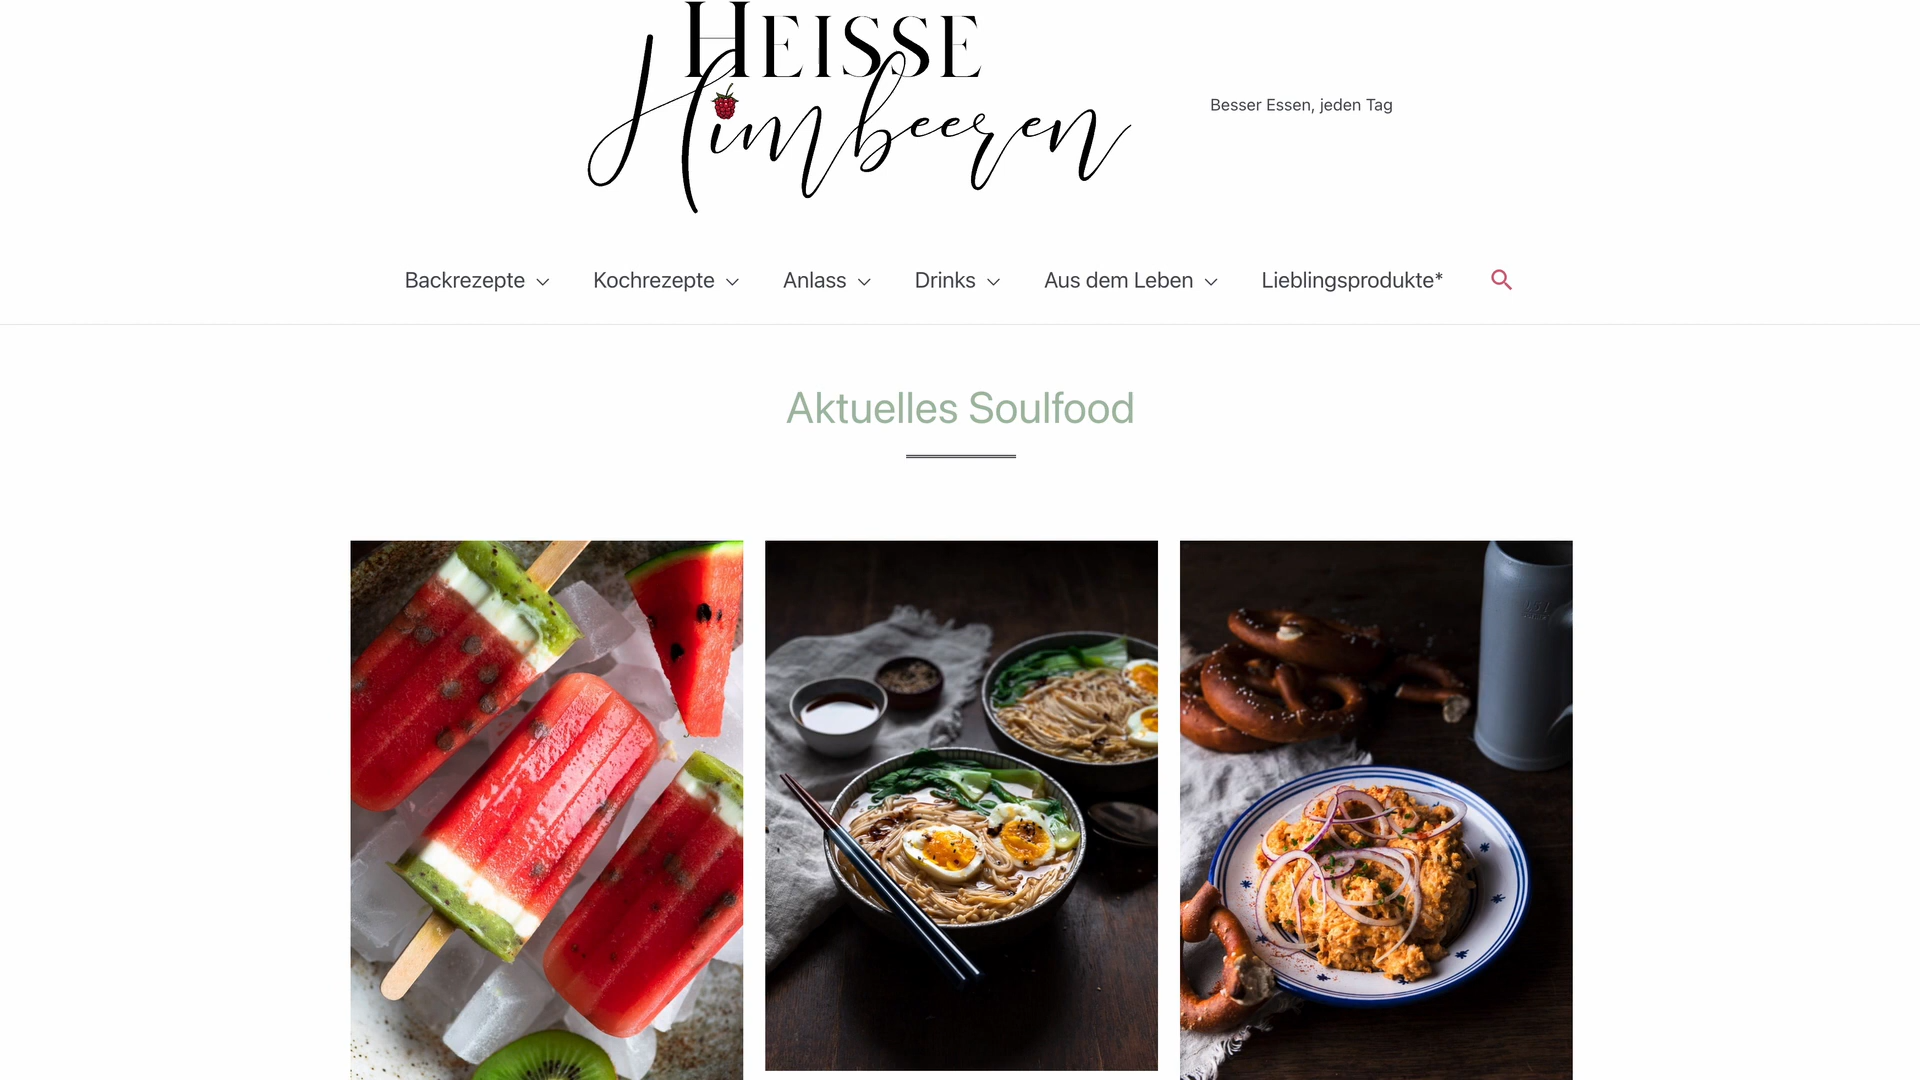 HEISSE
Himbeeren
Besser Essen, jeden Tag
Backrezepte
Kochrezepte
Anlass
Drinks
Aus dem Leben
Lieblingsprodukte*
Aktuelles Soulfood